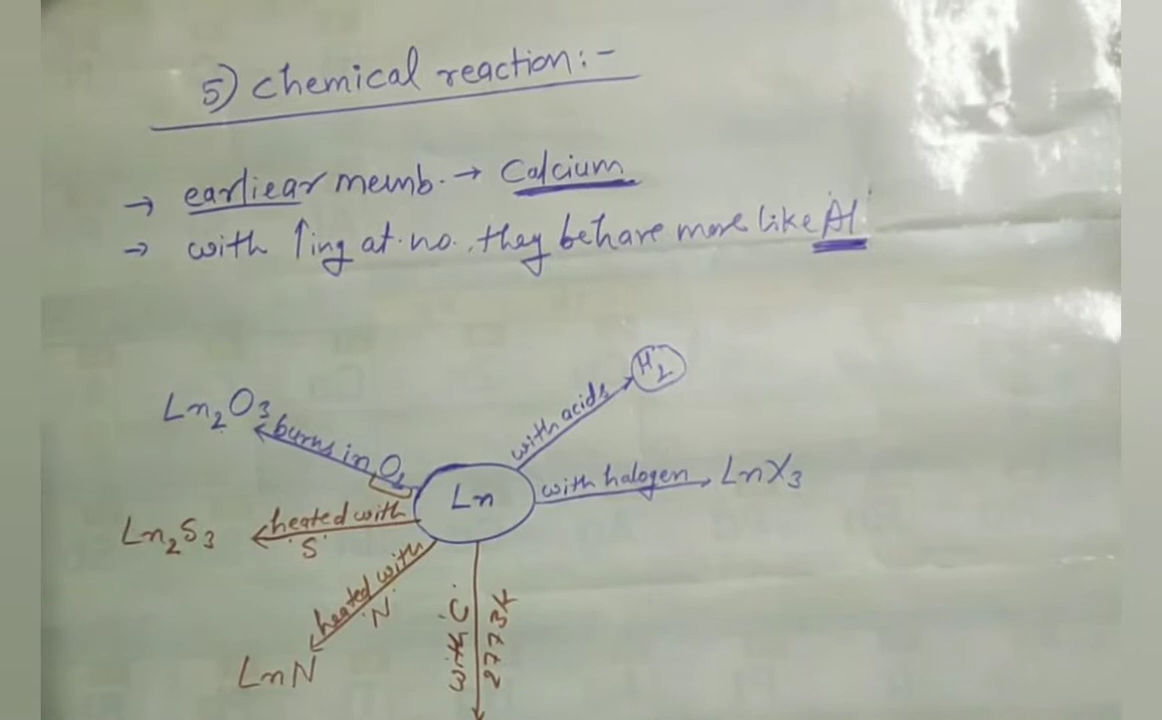 5) Chemical reaction:-
→ earliear memb. → Calcium
→ with ↑ing at. no. they behave more like Al
H2
with acids
Ln2O3
burns in O2
Ln
with halogen
LnX3
Ln2S3
heated with 'S'
heated with 'N'
LnN
with 'C'
2773K